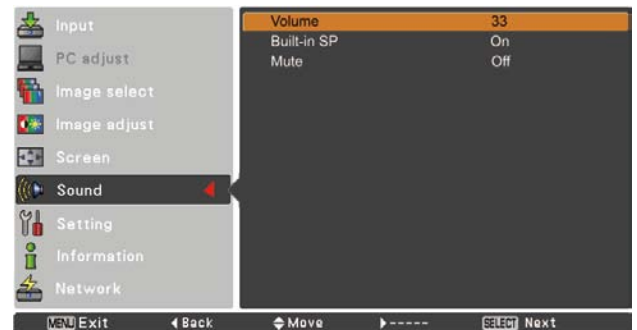 Input
PC adjust
Image select
Image adjust
Screen
Sound
Setting
Information
Network
Volume 33
Built-in SP On
Mute Off
MENU Exit Back Move ----- SELECT Next